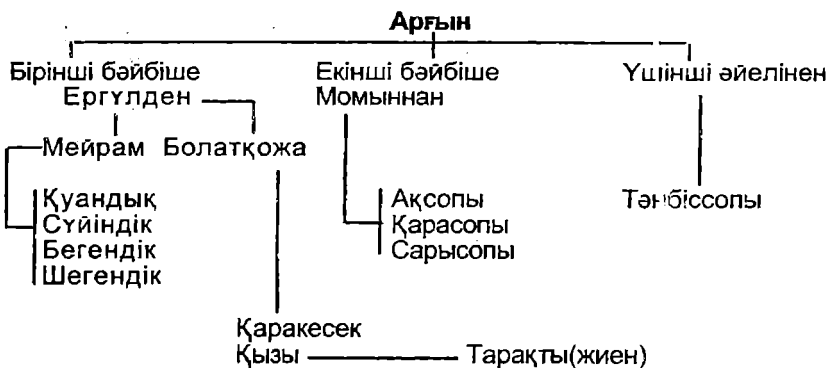 Арғын
Бірінші бәйбіше Екінші бәйбіше Үшінші әйелінен
Ергүлден Момыннан
Мейрам Болатқожа
Қуандық Ақсопы Тәнбіссопы
Сүйіндік Қарасопы
Бегендік Сарысопы
Шегендік
Қаракесек
Қызы Тарақты(жиен)